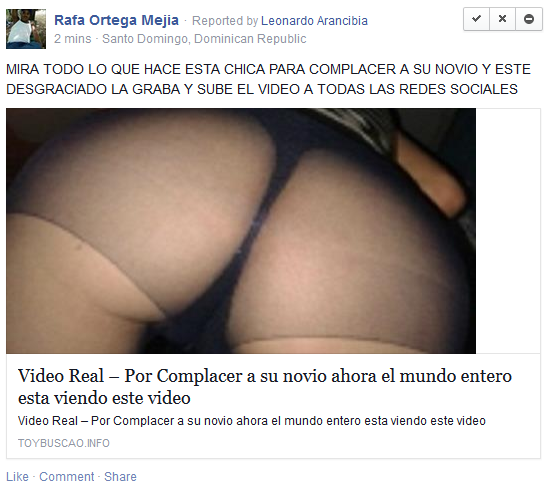 Rafa Ortega Mejia · Reported by Leonardo Arancibia
2 mins · Santo Domingo, Dominican Republic
MIRA TODO LO QUE HACE ESTA CHICA PARA COMPLACER A SU NOVIO Y ESTE
DESGRACIADO LA GRABA Y SUBE EL VIDEO A TODAS LAS REDES SOCIALES
Video Real – Por Complacer a su novio ahora el mundo entero
esta viendo este video
Video Real – Por Complacer a su novio ahora el mundo entero esta viendo este video
TOYBUSCAO.INFO
Like · Comment · Share